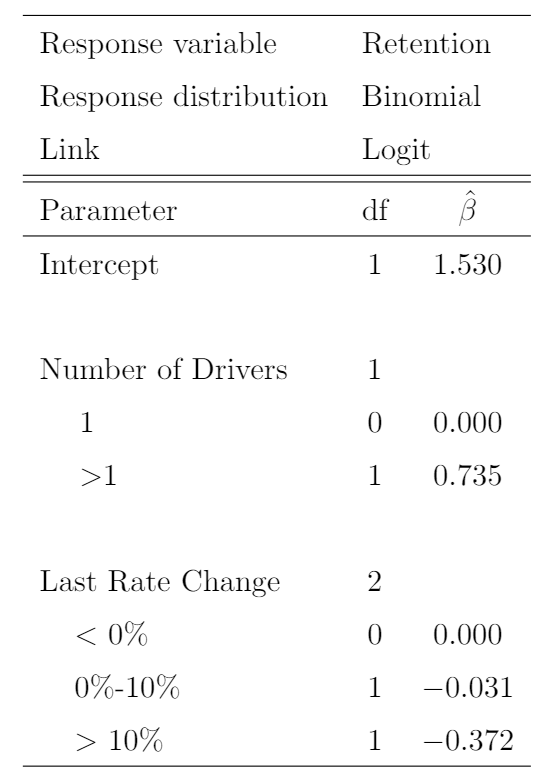 Response variable Retention
Response distribution Binomial
Link Logit
Parameter df β̂
Intercept 1 1.530
Number of Drivers 1
1 0 0.000
>1 1 0.735
Last Rate Change 2
< 0% 0 0.000
0%-10% 1 −0.031
> 10% 1 −0.372